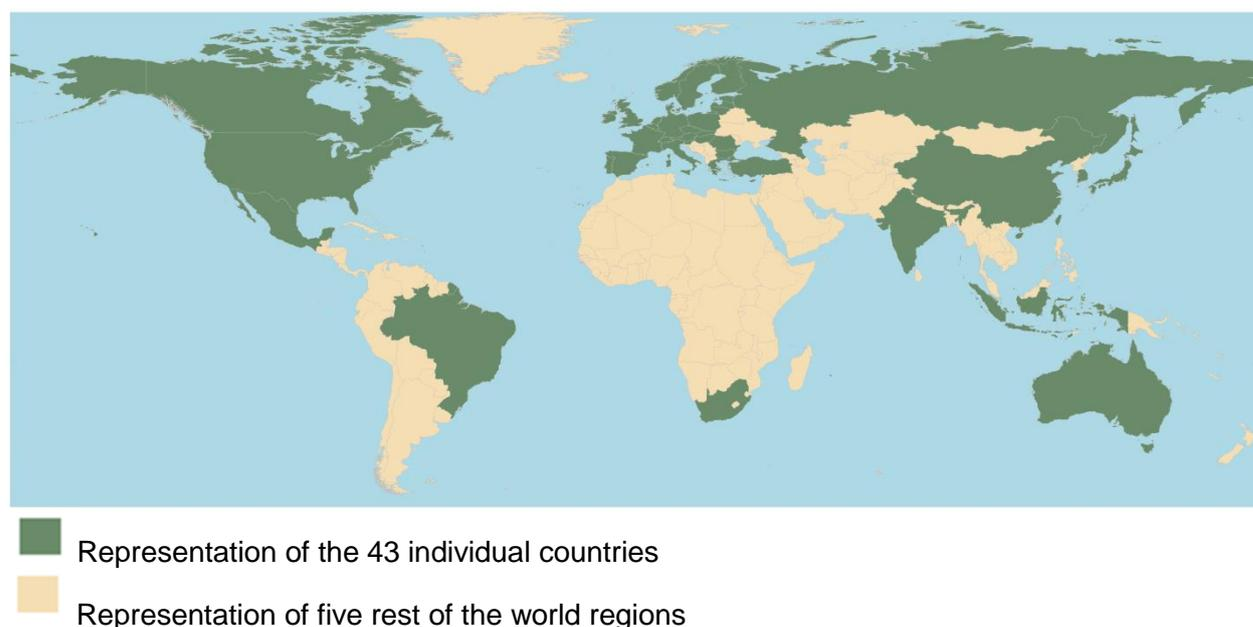 Representation of the 43 individual countries
Representation of five rest of the world regions